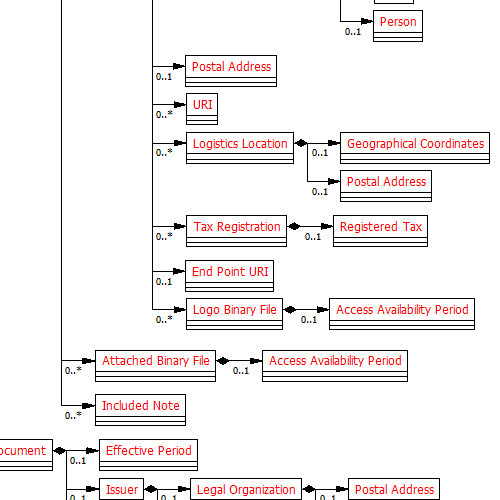 Person
0..1
Postal Address
0..1
URI
0..*
Logistics Location
Geographical Coordinates
0..*
0..1
Postal Address
0..1
Tax Registration
Registered Tax
0..*
0..1
End Point URI
0..1
Logo Binary File
Access Availability Period
0..*
0..1
Attached Binary File
Access Availability Period
0..*
0..1
Included Note
0..*
Effective Period
0..1
Issuer
Legal Organization
Postal Address
0..1
0..1
0..1